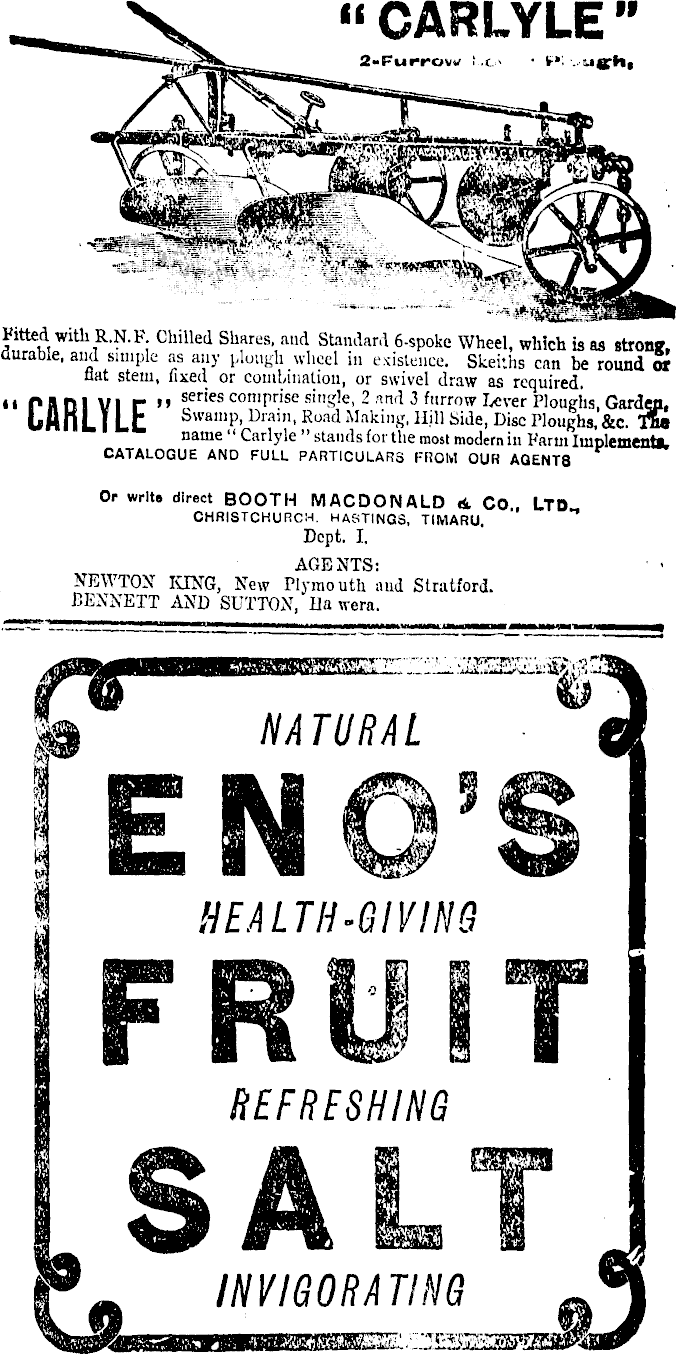 "CARLYLE"
2-Furrow Plough,
Fitted with R.N.F. Chilled Shares, and Standard 6-spoke Wheel, which is as strong,
durable, and simple as any plough wheel in existence. Skeiths can be round or
flat stem, fixed or combination, or swivel draw as required.
"CARLYLE" series comprise single, 2 and 3 furrow Lever Ploughs, Garden,
Swamp, Drain, Road Making, Hill Side, Disc Ploughs, &c. The
name "Carlyle" stands for the most modern in Farm Implements.
CATALOGUE AND FULL PARTICULARS FROM OUR AGENTS
Or write direct BOOTH MACDONALD & Co., LTD.,
CHRISTCHURCH. HASTINGS, TIMARU.
Dept. I.
AGENTS:
NEWTON KING, New Plymouth and Stratford.
BENNETT AND SUTTON, Hawera.
NATURAL
ENO'S
HEALTH-GIVING
FRUIT
REFRESHING
SALT
INVIGORATING